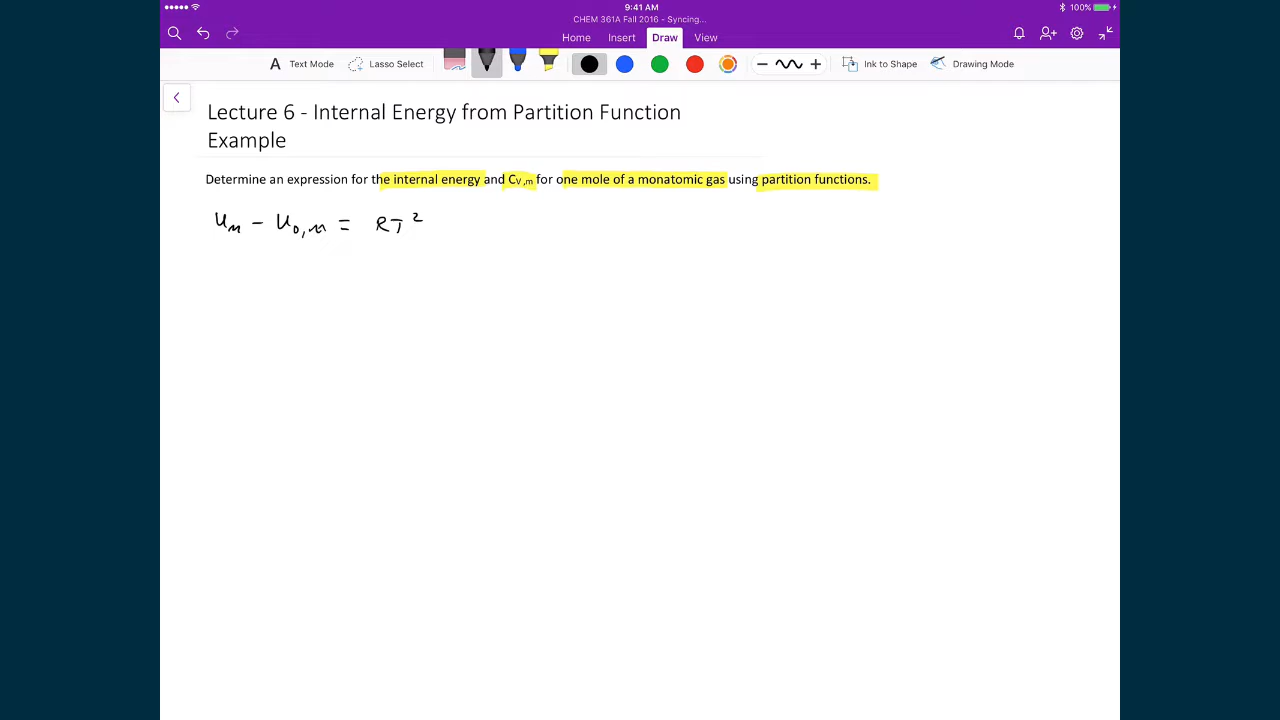 9:41 AM
100%
CHEM 361A Fall 2016 - Syncing...
Home Insert Draw View
A Text Mode Lasso Select Ink to Shape Drawing Mode
Lecture 6 - Internal Energy from Partition Function
Example
Determine an expression for the internal energy and Cv,m for one mole of a monatomic gas using partition functions.
Um - U0,m = RT²